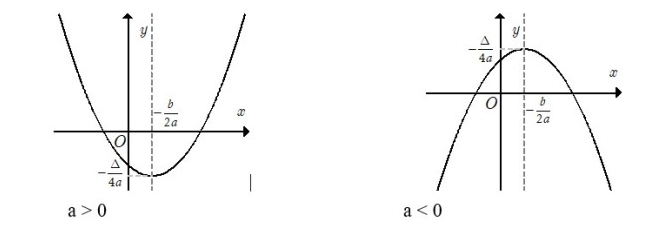 y
-b/2a
x
O
-Δ/4a
a > 0
y
-Δ/4a
x
O
-b/2a
a < 0